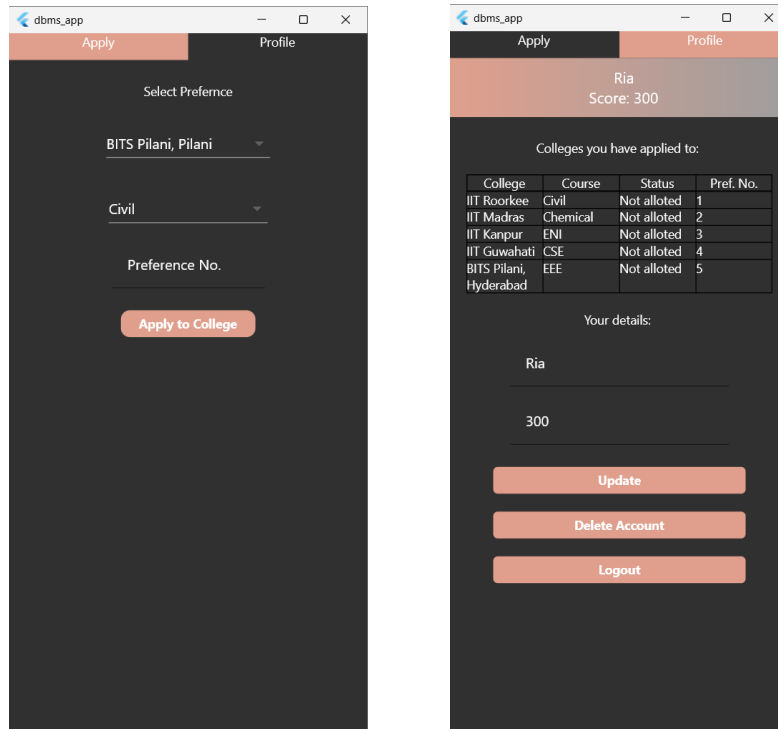 dbms_app
Apply Profile
Select Prefernce
BITS Pilani, Pilani
Civil
Preference No.
Apply to College
dbms_app
Apply Profile
Ria
Score: 300
Colleges you have applied to:
College Course Status Pref. No.
IIT Roorkee Civil Not alloted 1
IIT Madras Chemical Not alloted 2
IIT Kanpur ENI Not alloted 3
IIT Guwahati CSE Not alloted 4
BITS Pilani, EEE Not alloted 5
Hyderabad
Your details:
Ria
300
Update
Delete Account
Logout